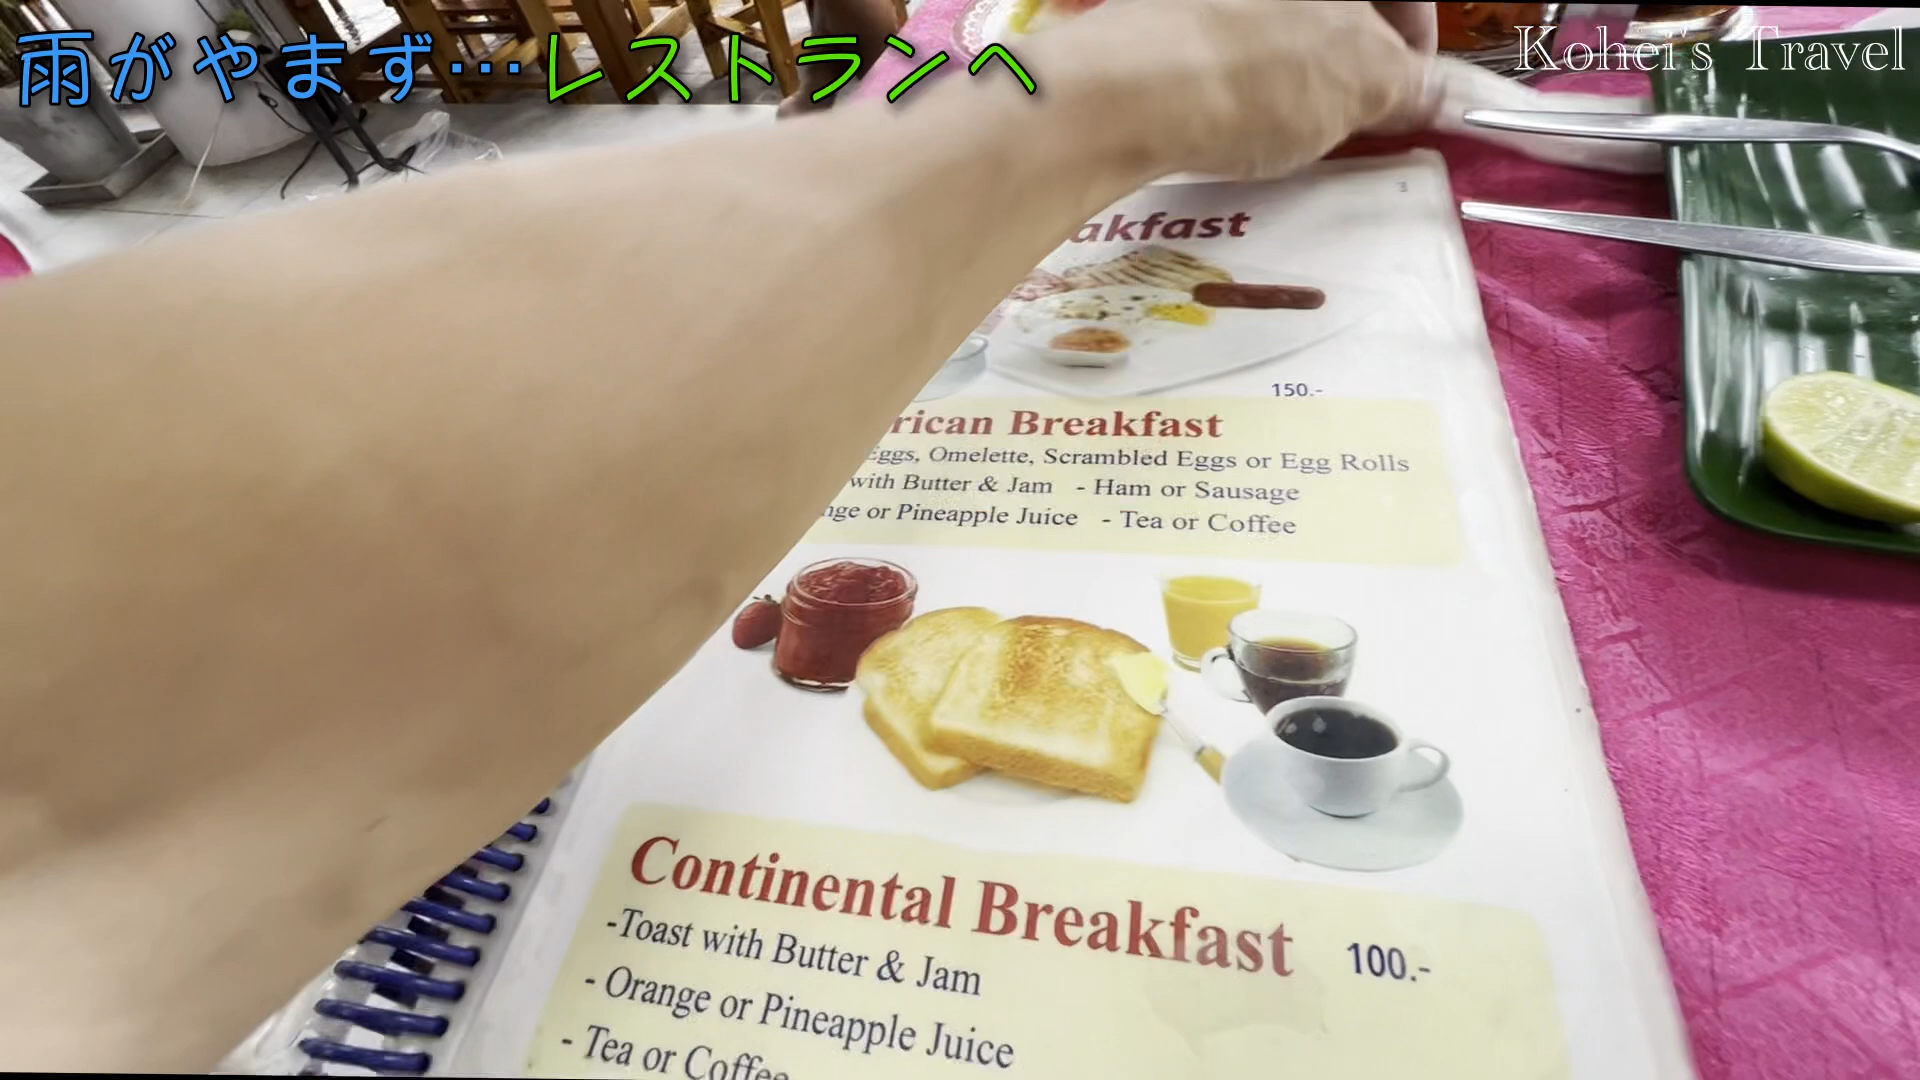 雨がやまず…レストランへ
Kohei's Travel
3
akfast
150.-
rican Breakfast
Eggs, Omelette, Scrambled Eggs or Egg Rolls
with Butter & Jam - Ham or Sausage
nge or Pineapple Juice - Tea or Coffee
Continental Breakfast 100.-
-Toast with Butter & Jam
- Orange or Pineapple Juice
- Tea or Coffee